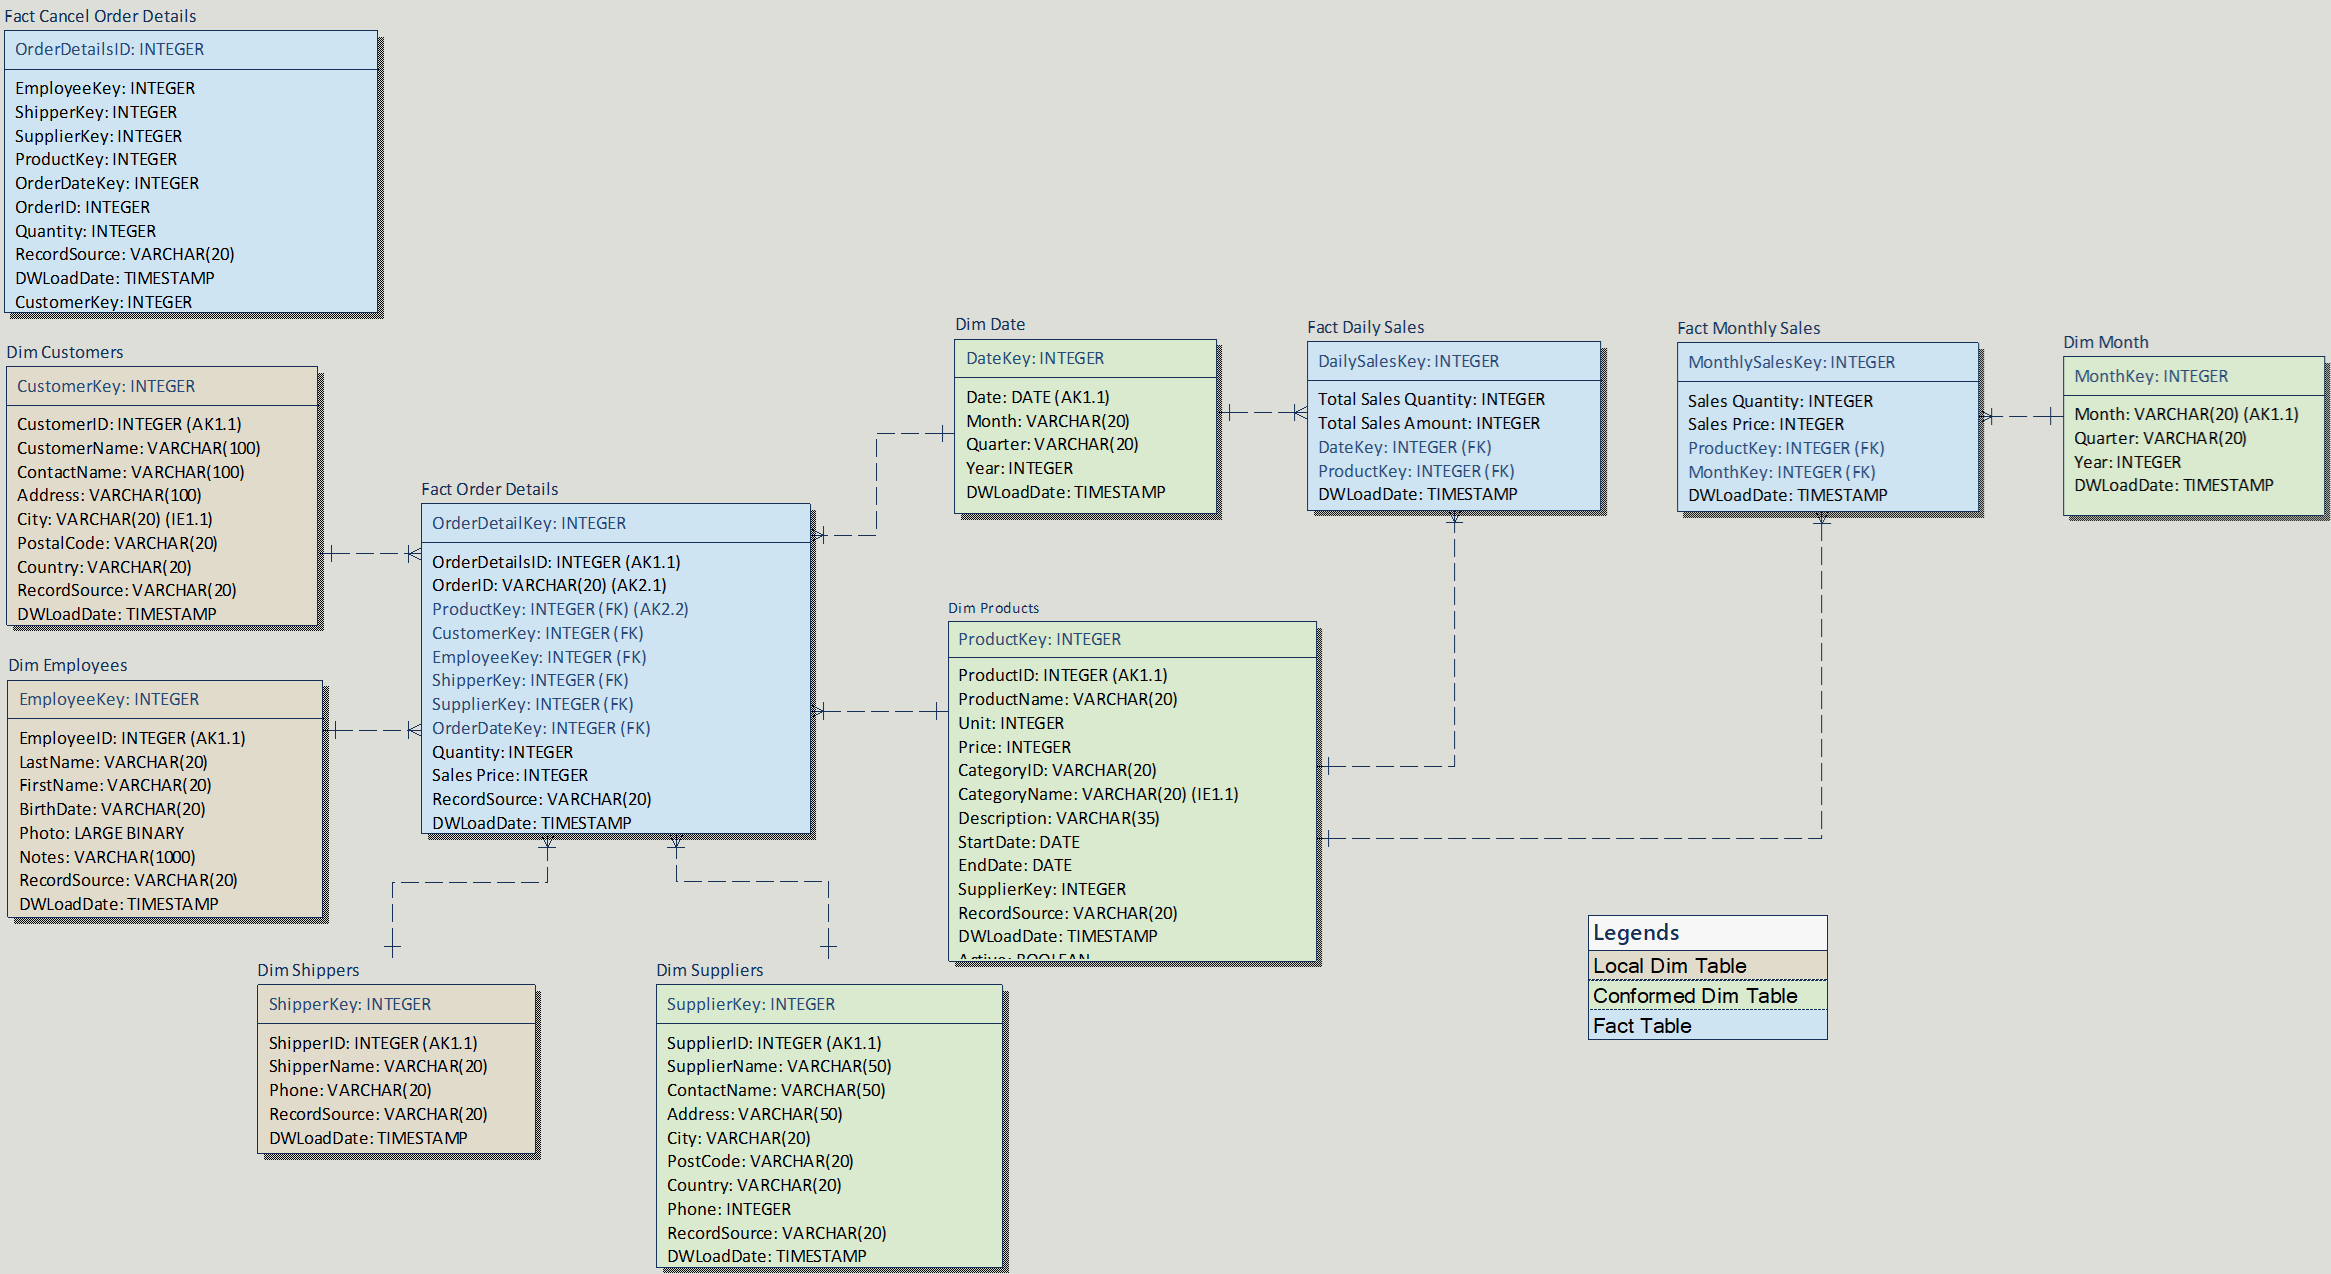 Fact Cancel Order Details
OrderDetailsID: INTEGER
EmployeeKey: INTEGER
ShipperKey: INTEGER
SupplierKey: INTEGER
ProductKey: INTEGER
OrderDateKey: INTEGER
OrderID: INTEGER
Quantity: INTEGER
RecordSource: VARCHAR(20)
DWLoadDate: TIMESTAMP
CustomerKey: INTEGER
Dim Customers
CustomerKey: INTEGER
CustomerID: INTEGER (AK1.1)
CustomerName: VARCHAR(100)
ContactName: VARCHAR(100)
Address: VARCHAR(100)
City: VARCHAR(20) (IE1.1)
PostalCode: VARCHAR(20)
Country: VARCHAR(20)
RecordSource: VARCHAR(20)
DWLoadDate: TIMESTAMP
Dim Employees
EmployeeKey: INTEGER
EmployeeID: INTEGER (AK1.1)
LastName: VARCHAR(20)
FirstName: VARCHAR(20)
BirthDate: VARCHAR(20)
Photo: LARGE BINARY
Notes: VARCHAR(1000)
RecordSource: VARCHAR(20)
DWLoadDate: TIMESTAMP
Fact Order Details
OrderDetailKey: INTEGER
OrderDetailsID: INTEGER (AK1.1)
OrderID: VARCHAR(20) (AK2.1)
ProductKey: INTEGER (FK) (AK2.2)
CustomerKey: INTEGER (FK)
EmployeeKey: INTEGER (FK)
ShipperKey: INTEGER (FK)
SupplierKey: INTEGER (FK)
OrderDateKey: INTEGER (FK)
Quantity: INTEGER
Sales Price: INTEGER
RecordSource: VARCHAR(20)
DWLoadDate: TIMESTAMP
Dim Shippers
ShipperKey: INTEGER
ShipperID: INTEGER (AK1.1)
ShipperName: VARCHAR(20)
Phone: VARCHAR(20)
RecordSource: VARCHAR(20)
DWLoadDate: TIMESTAMP
Dim Suppliers
SupplierKey: INTEGER
SupplierID: INTEGER (AK1.1)
SupplierName: VARCHAR(50)
ContactName: VARCHAR(50)
Address: VARCHAR(50)
City: VARCHAR(20)
PostCode: VARCHAR(20)
Country: VARCHAR(20)
Phone: INTEGER
RecordSource: VARCHAR(20)
DWLoadDate: TIMESTAMP
Dim Date
DateKey: INTEGER
Date: DATE (AK1.1)
Month: VARCHAR(20)
Quarter: VARCHAR(20)
Year: INTEGER
DWLoadDate: TIMESTAMP
Dim Products
ProductKey: INTEGER
ProductID: INTEGER (AK1.1)
ProductName: VARCHAR(20)
Unit: INTEGER
Price: INTEGER
CategoryID: VARCHAR(20)
CategoryName: VARCHAR(20) (IE1.1)
Description: VARCHAR(35)
StartDate: DATE
EndDate: DATE
SupplierKey: INTEGER
RecordSource: VARCHAR(20)
DWLoadDate: TIMESTAMP
Active: BOOLEAN
Fact Daily Sales
DailySalesKey: INTEGER
Total Sales Quantity: INTEGER
Total Sales Amount: INTEGER
DateKey: INTEGER (FK)
ProductKey: INTEGER (FK)
DWLoadDate: TIMESTAMP
Fact Monthly Sales
MonthlySalesKey: INTEGER
Sales Quantity: INTEGER
Sales Price: INTEGER
ProductKey: INTEGER (FK)
MonthKey: INTEGER (FK)
DWLoadDate: TIMESTAMP
Dim Month
MonthKey: INTEGER
Month: VARCHAR(20) (AK1.1)
Quarter: VARCHAR(20)
Year: INTEGER
DWLoadDate: TIMESTAMP
Legends
Local Dim Table
Conformed Dim Table
Fact Table